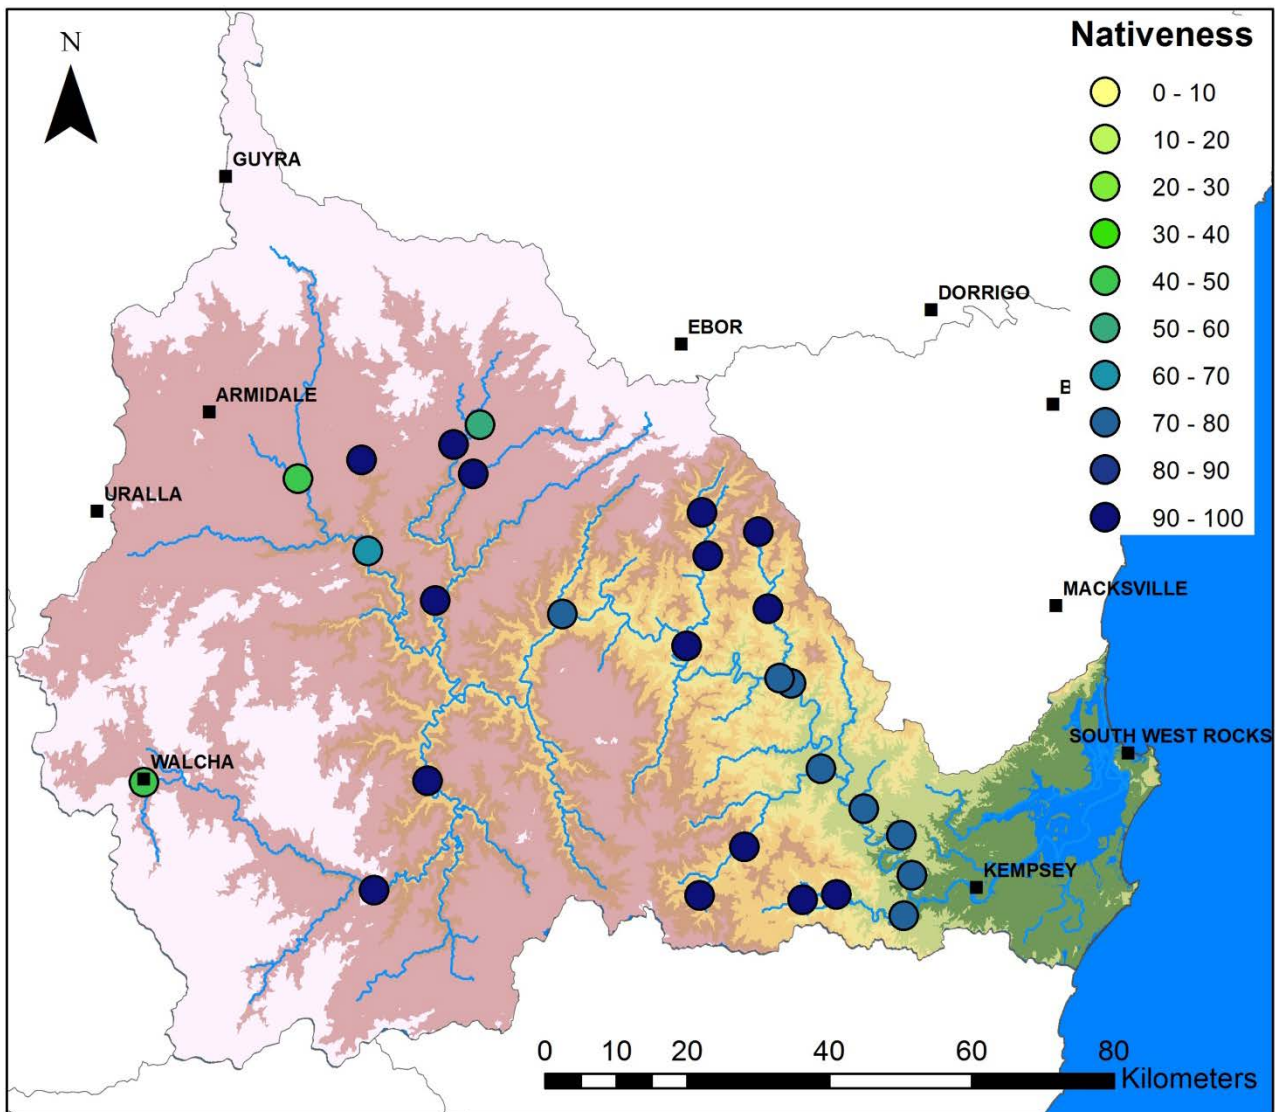 Nativeness
N
0 - 10
10 - 20
20 - 30
30 - 40
40 - 50
50 - 60
60 - 70
70 - 80
80 - 90
90 - 100
GUYRA
DORRIGO
EBOR
ARMIDALE
URALLA
MACKSVILLE
SOUTH WEST ROCKS
WALCHA
KEMPSEY
0 10 20 40 60 80
Kilometers